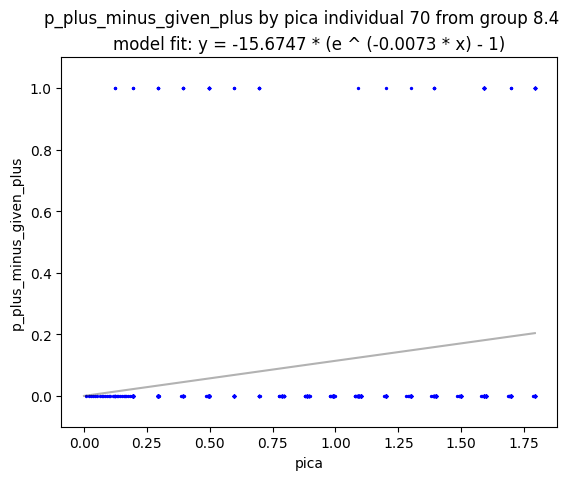 p_plus_minus_given_plus by pica individual 70 from group 8.4
model fit: y = -15.6747 * (e ^ (-0.0073 * x) - 1)
1.0
0.8
0.6
0.4
0.2
0.0
p_plus_minus_given_plus
0.00 0.25 0.50 0.75 1.00 1.25 1.50 1.75
pica